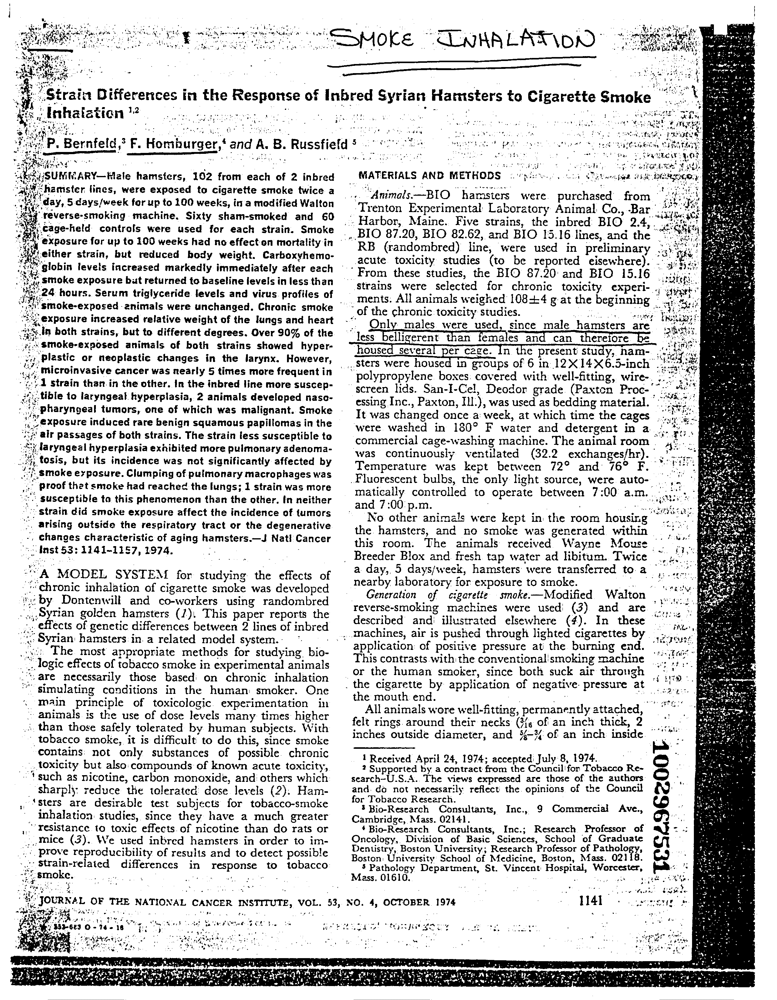 SMOKE INHALATION
Strain Differences in the Response of Inbred Syrian Hamsters to Cigarette Smoke
Inhalation 1,2
P. Bernfeld,3 F. Homburger,4 and A. B. Russfield 5
SUMMARY—Male hamsters, 102 from each of 2 inbred
hamster lines, were exposed to cigarette smoke twice a
day, 5 days/week for up to 100 weeks, in a modified Walton
reverse-smoking machine. Sixty sham-smoked and 60
cage-held controls were used for each strain. Smoke
exposure for up to 100 weeks had no effect on mortality in
either strain, but reduced body weight. Carboxyhemo-
globin levels increased markedly immediately after each
smoke exposure but returned to baseline levels in less than
24 hours. Serum triglyceride levels and virus profiles of
smoke-exposed animals were unchanged. Chronic smoke
exposure increased relative weight of the lungs and heart
in both strains, but to different degrees. Over 90% of the
smoke-exposed animals of both strains showed hyper-
plastic or neoplastic changes in the larynx. However,
microinvasive cancer was nearly 5 times more frequent in
1 strain than in the other. In the inbred line more suscep-
tible to laryngeal hyperplasia, 2 animals developed naso-
pharyngeal tumors, one of which was malignant. Smoke
exposure induced rare benign squamous papillomas in the
air passages of both strains. The strain less susceptible to
laryngeal hyperplasia exhibited more pulmonary adenoma-
tosis, but its incidence was not significantly affected by
smoke exposure. Clumping of pulmonary macrophages was
proof that smoke had reached the lungs; 1 strain was more
susceptible to this phenomenon than the other. In neither
strain did smoke exposure affect the incidence of tumors
arising outside the respiratory tract or the degenerative
changes characteristic of aging hamsters.—J Natl Cancer
Inst 53: 1141-1157, 1974.
A MODEL SYSTEM for studying the effects of
chronic inhalation of cigarette smoke was developed
by Dontenwill and co-workers using randombred
Syrian golden hamsters (1). This paper reports the
effects of genetic differences between 2 lines of inbred
Syrian hamsters in a related model system.
The most appropriate methods for studying bio-
logic effects of tobacco smoke in experimental animals
are necessarily those based on chronic inhalation
simulating conditions in the human smoker. One
main principle of toxicologic experimentation in
animals is the use of dose levels many times higher
than those safely tolerated by human subjects. With
tobacco smoke, it is difficult to do this, since smoke
contains not only substances of possible chronic
toxicity but also compounds of known acute toxicity,
such as nicotine, carbon monoxide, and others which
sharply reduce the tolerated dose levels (2). Ham-
sters are desirable test subjects for tobacco-smoke
inhalation studies, since they have a much greater
resistance to toxic effects of nicotine than do rats or
mice (3). We used inbred hamsters in order to im-
prove reproducibility of results and to detect possible
strain-related differences in response to tobacco
smoke.
MATERIALS AND METHODS
Animals.—BIO hamsters were purchased from
Trenton Experimental Laboratory Animal Co., Bar
Harbor, Maine. Five strains, the inbred BIO 2.4,
BIO 87.20, BIO 82.62, and BIO 15.16 lines, and the
RB (randombred) line, were used in preliminary
acute toxicity studies (to be reported elsewhere).
From these studies, the BIO 87.20 and BIO 15.16
strains were selected for chronic toxicity experi-
ments. All animals weighed 108±4 g at the beginning
of the chronic toxicity studies.
Only males were used, since male hamsters are
less belligerent than females and can therefore be
housed several per cage. In the present study, ham-
sters were housed in groups of 6 in 12×14×6.5-inch
polypropylene boxes covered with well-fitting, wire-
screen lids. San-I-Cel, Deodor grade (Paxton Proc-
essing Inc., Paxton, Ill.), was used as bedding material.
It was changed once a week, at which time the cages
were washed in 180° F water and detergent in a
commercial cage-washing machine. The animal room
was continuously ventilated (32.2 exchanges/hr).
Temperature was kept between 72° and 76° F.
Fluorescent bulbs, the only light source, were auto-
matically controlled to operate between 7:00 a.m.
and 7:00 p.m.
No other animals were kept in the room housing
the hamsters, and no smoke was generated within
this room. The animals received Wayne Mouse
Breeder Blox and fresh tap water ad libitum. Twice
a day, 5 days/week, hamsters were transferred to a
nearby laboratory for exposure to smoke.
Generation of cigarette smoke.—Modified Walton
reverse-smoking machines were used (3) and are
described and illustrated elsewhere (4). In these
machines, air is pushed through lighted cigarettes by
application of positive pressure at the burning end.
This contrasts with the conventional smoking machine
or the human smoker, since both suck air through
the cigarette by application of negative pressure at
the mouth end.
All animals wore well-fitting, permanently attached,
felt rings around their necks (3/16 of an inch thick, 2
inches outside diameter, and of an inch inside
1 Received April 24, 1974; accepted July 8, 1974.
2 Supported by a contract from the Council for Tobacco Re-
search—U.S.A. The views expressed are those of the authors
and do not necessarily reflect the opinions of the Council
for Tobacco Research.
3 Bio-Research Consultants, Inc., 9 Commercial Ave.,
Cambridge, Mass. 02141.
4 Bio-Research Consultants, Inc.; Research Professor of
Oncology, Division of Basic Sciences, School of Graduate
Dentistry, Boston University; Research Professor of Pathology,
Boston University School of Medicine, Boston, Mass. 02118.
5 Pathology Department, St. Vincent Hospital, Worcester,
Mass. 01610.
1002967531
JOURNAL OF THE NATIONAL CANCER INSTITUTE, VOL. 53, NO. 4, OCTOBER 1974 1141